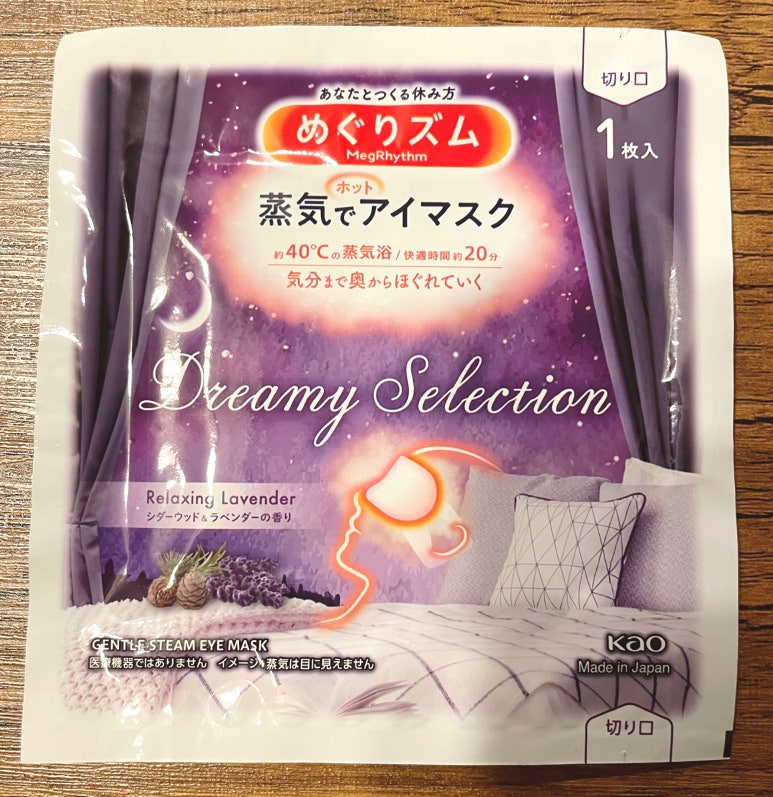 切り口
あなたとつくる休み方
めぐりズム
MegRhythm
1枚入
ホット
蒸気でアイマスク
約40℃の蒸気浴/快適時間約20分
気分まで奥からほぐれていく
Dreamy Selection
Relaxing Lavender
シダーウッド&ラベンダーの香り
GENTLE STEAM EYE MASK
医療機器ではありません イメージ・蒸気は目に見えません
Kao
Made in Japan
切り口